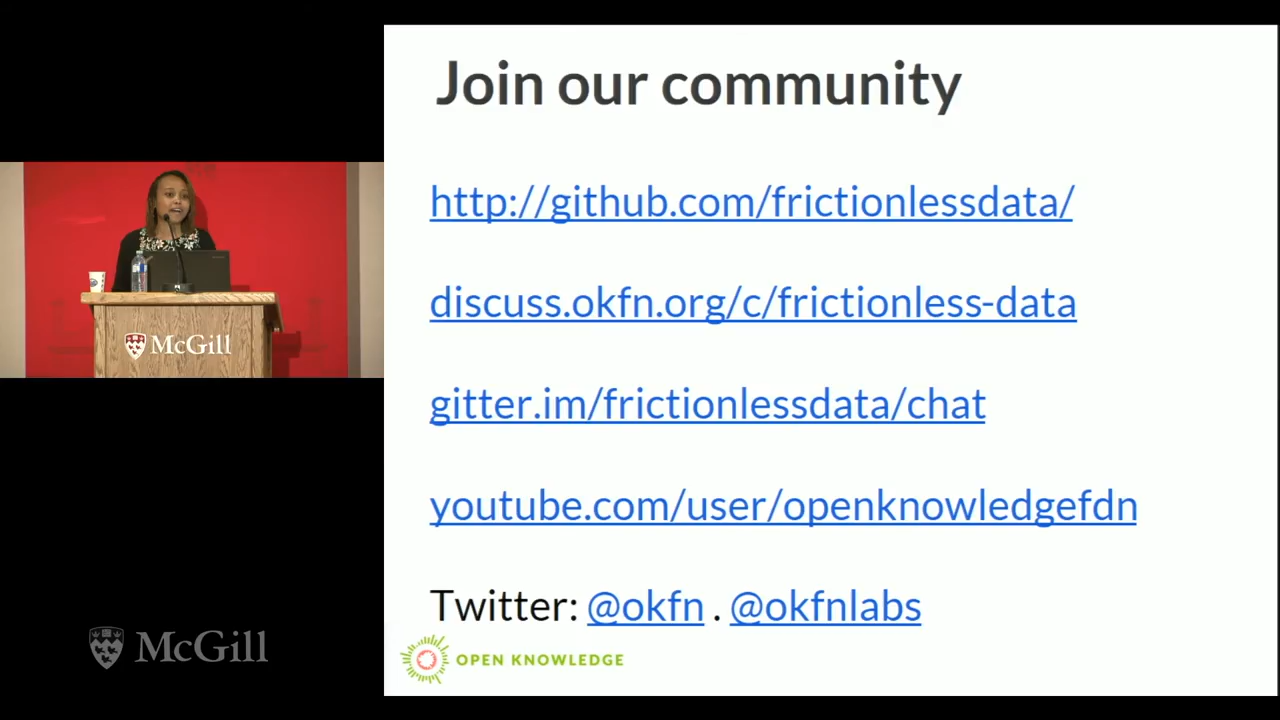 Join our community
http://github.com/frictionlessdata/
discuss.okfn.org/c/frictionless-data
gitter.im/frictionlessdata/chat
youtube.com/user/openknowledgefdn
Twitter: @okfn . @okfnlabs
OPEN KNOWLEDGE
McGill
McGill